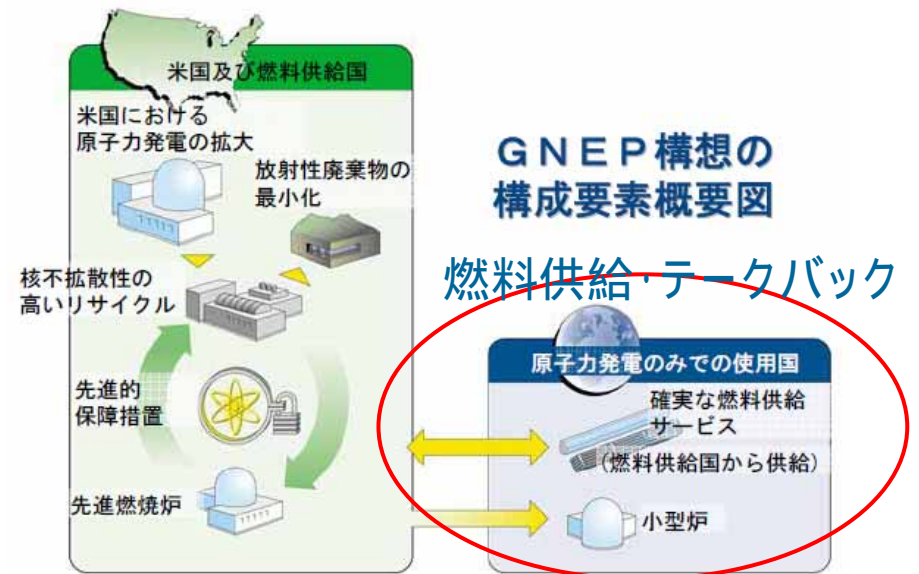 米国及び燃料供給国
米国における
原子力発電の拡大
放射性廃棄物の
最小化
核不拡散性の
高いリサイクル
先進的
保障措置
先進燃焼炉
GNEP構想の
構成要素概要図
燃料供給・テークバック
原子力発電のみでの使用国
確実な燃料供給
サービス
(燃料供給国から供給)
小型炉